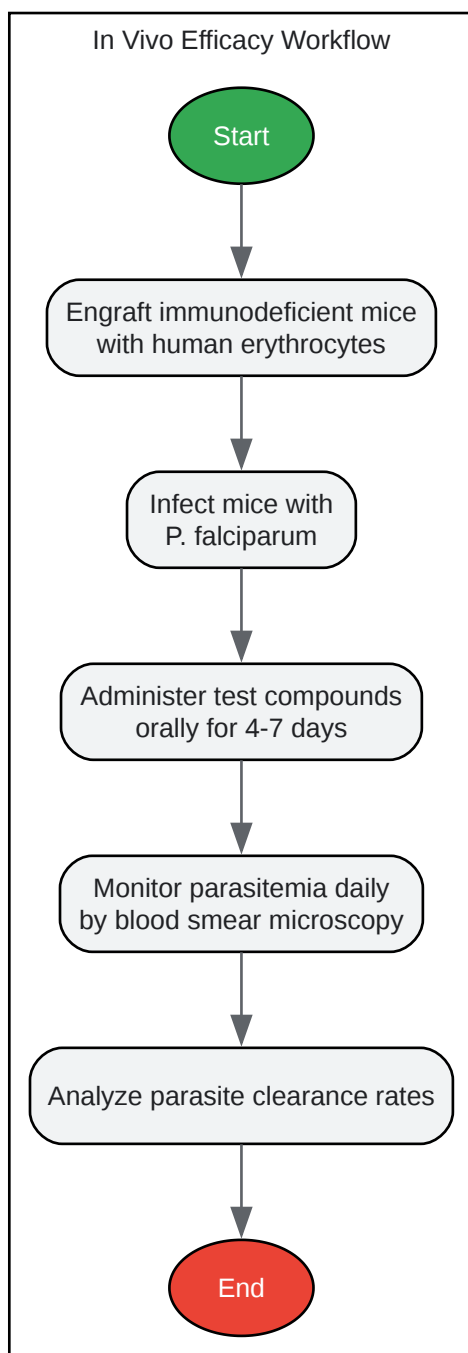 In Vivo Efficacy Workflow
Start
Engraft immunodeficient mice
with human erythrocytes
Infect mice with
P. falciparum
Administer test compounds
orally for 4-7 days
Monitor parasitemia daily
by blood smear microscopy
Analyze parasite clearance rates
End